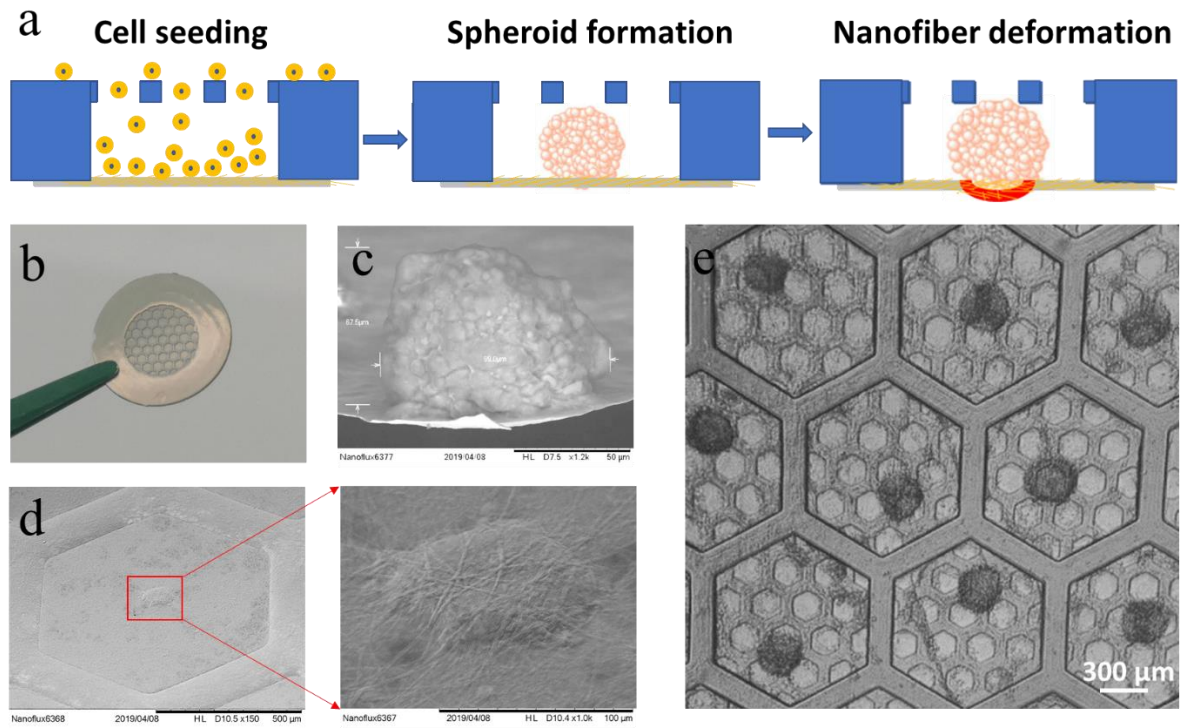 a
Cell seeding
Spheroid formation
Nanofiber deformation
b
c
67.5µm
Nanoflux6377 2019/04/08 HL D7.5 x1.2k 50 µm
d
Nanoflux6368 2019/04/08 HL D10.5 x150 500 µm
Nanoflux6367 2019/04/08 HL D10.4 x1.0k 100 µm
e
300 µm